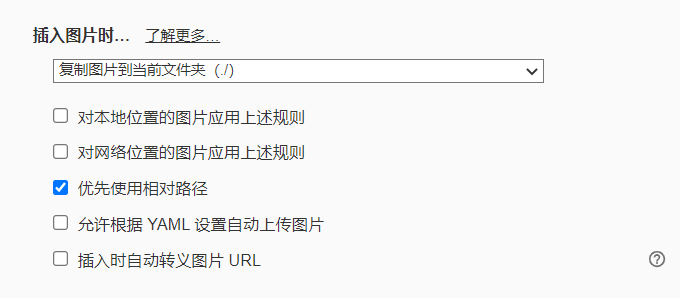 插入图片时… 了解更多…
复制图片到当前文件夹（./）
对本地位置的图片应用上述规则
对网络位置的图片应用上述规则
优先使用相对路径
允许根据 YAML 设置自动上传图片
插入时自动转义图片 URL